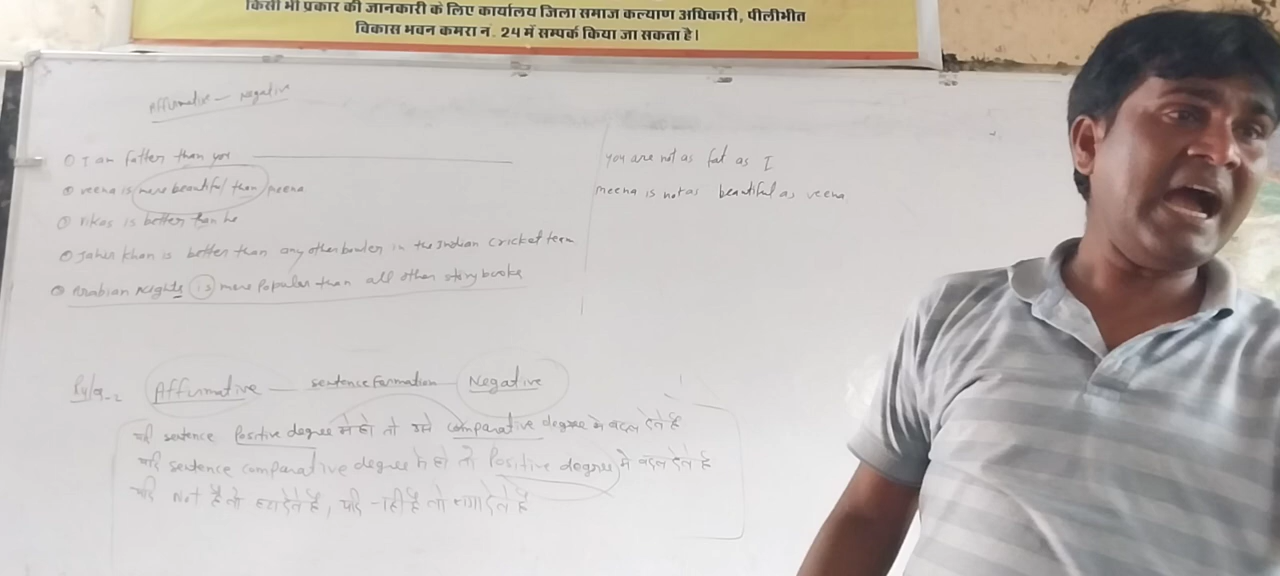 किसी भी प्रकार की जानकारी के लिए कार्यालय जिला समाज कल्याण अधिकारी, पीलीभीत
विकास भवन कमरा न. 24 में सम्पर्क किया जा सकता है।
Affirmative - Negative
I am fatter than you
you are not as fat as I
veena is more beautiful than meena
meena is not as beautiful as veena
vikas is better than he
Jahir khan is better than any other bowler in the Indian cricket team
Arabian Nights is more Popular than all other story books
Rule-2 Affirmative - sentence Formation - Negative
यदि sentence Positive degree मे हो तो उसे comparative degree मे बदल देते है
यदि sentence comparative degree मे हो तो Positive degree मे बदल देते है
यदि Not है तो हटा देते है, यदि नही है तो लगा देते है